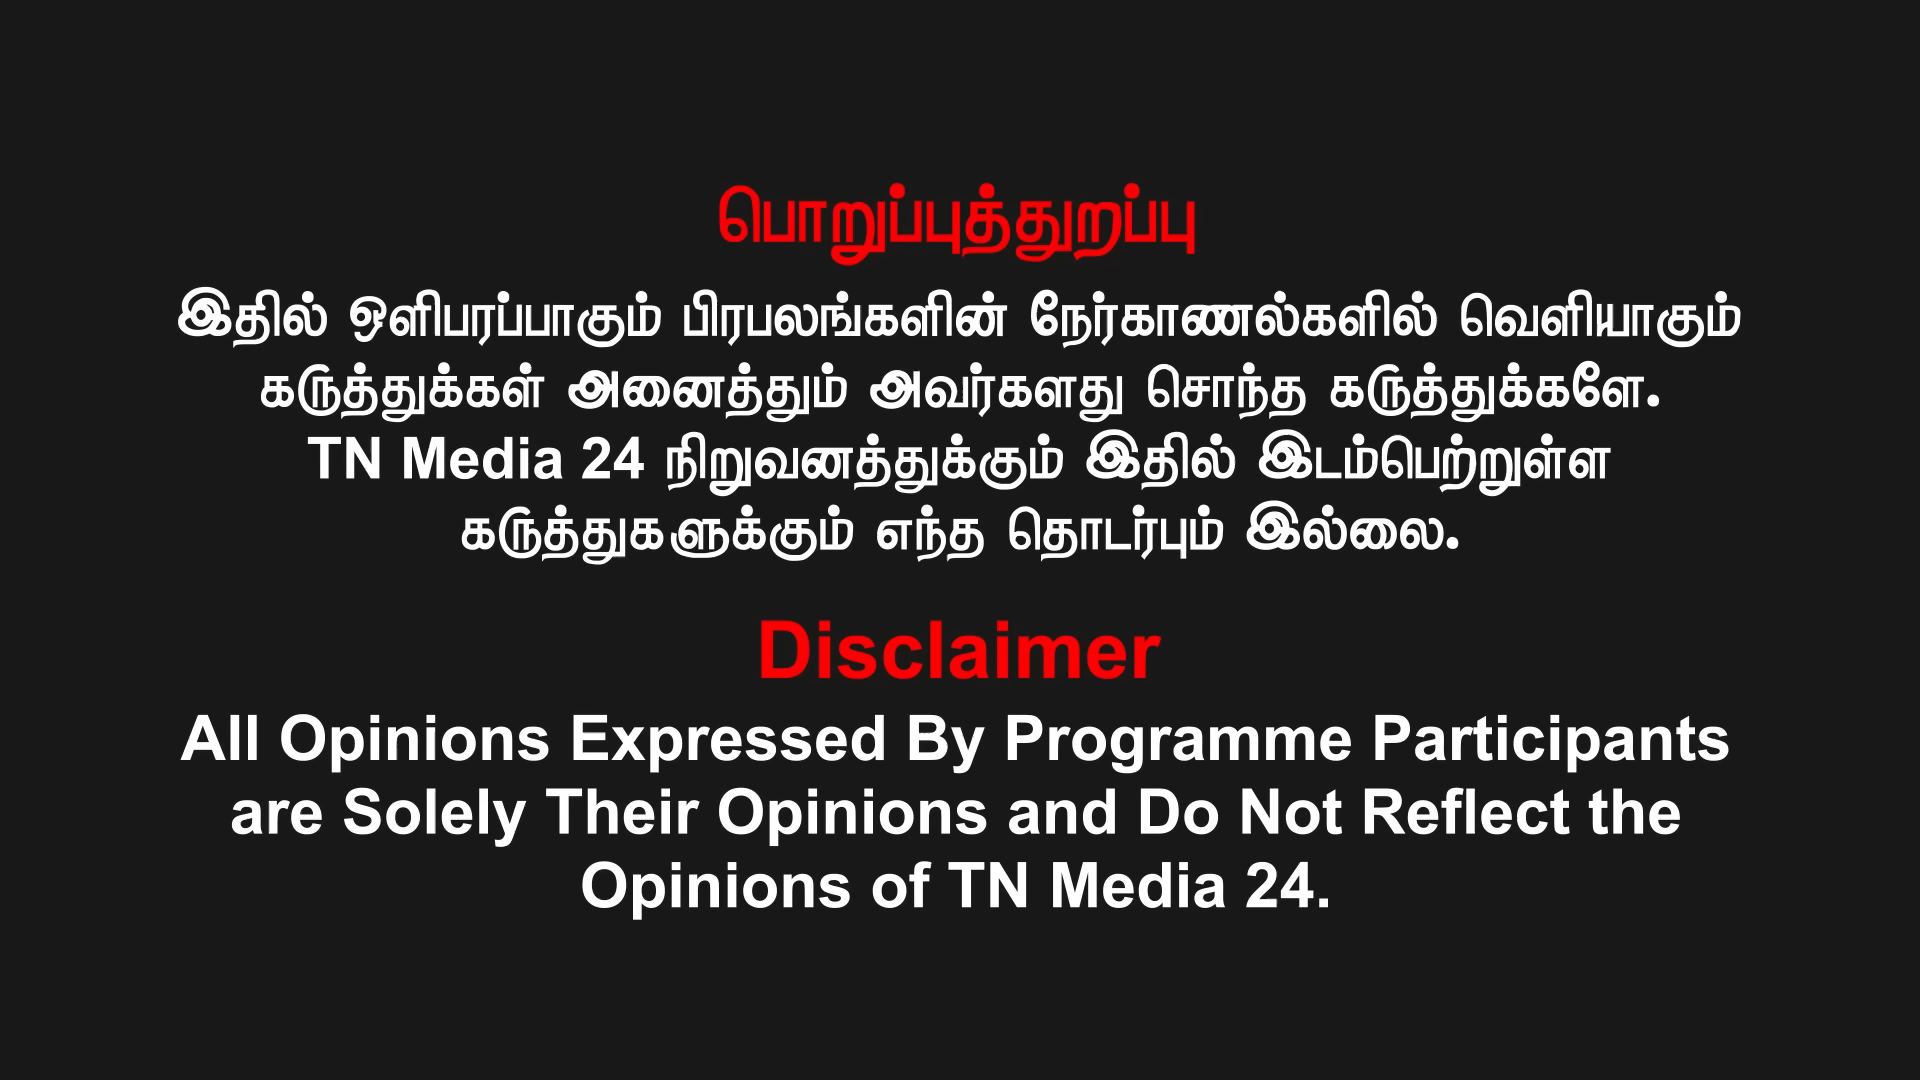 பொறுப்புத்துறப்பு
இதில் ஒளிபரப்பாகும் பிரபலங்களின் நேர்காணல்களில் வெளியாகும்
கருத்துக்கள் அனைத்தும் அவர்களது சொந்த கருத்துக்களே.
TN Media 24 நிறுவனத்துக்கும் இதில் இடம்பெற்றுள்ள
கருத்துகளுக்கும் எந்த தொடர்பும் இல்லை.
Disclaimer
All Opinions Expressed By Programme Participants
are Solely Their Opinions and Do Not Reflect the
Opinions of TN Media 24.